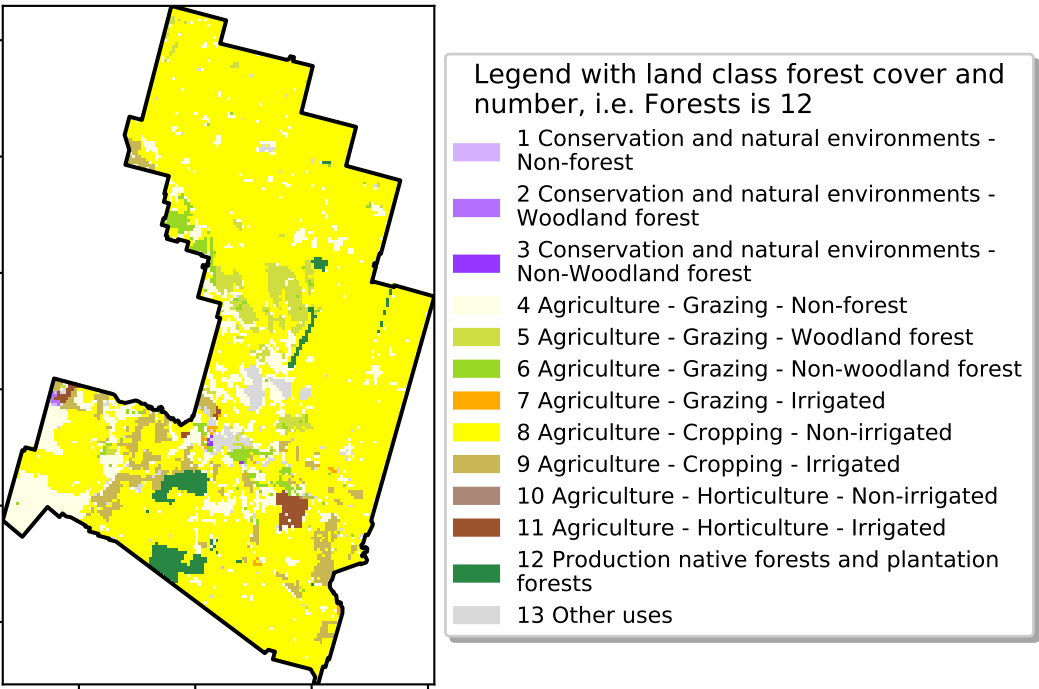 Legend with land class forest cover and
number, i.e. Forests is 12
1 Conservation and natural environments -
Non-forest
2 Conservation and natural environments -
Woodland forest
3 Conservation and natural environments -
Non-Woodland forest
4 Agriculture - Grazing - Non-forest
5 Agriculture - Grazing - Woodland forest
6 Agriculture - Grazing - Non-woodland forest
7 Agriculture - Grazing - Irrigated
8 Agriculture - Cropping - Non-irrigated
9 Agriculture - Cropping - Irrigated
10 Agriculture - Horticulture - Non-irrigated
11 Agriculture - Horticulture - Irrigated
12 Production native forests and plantation
forests
13 Other uses